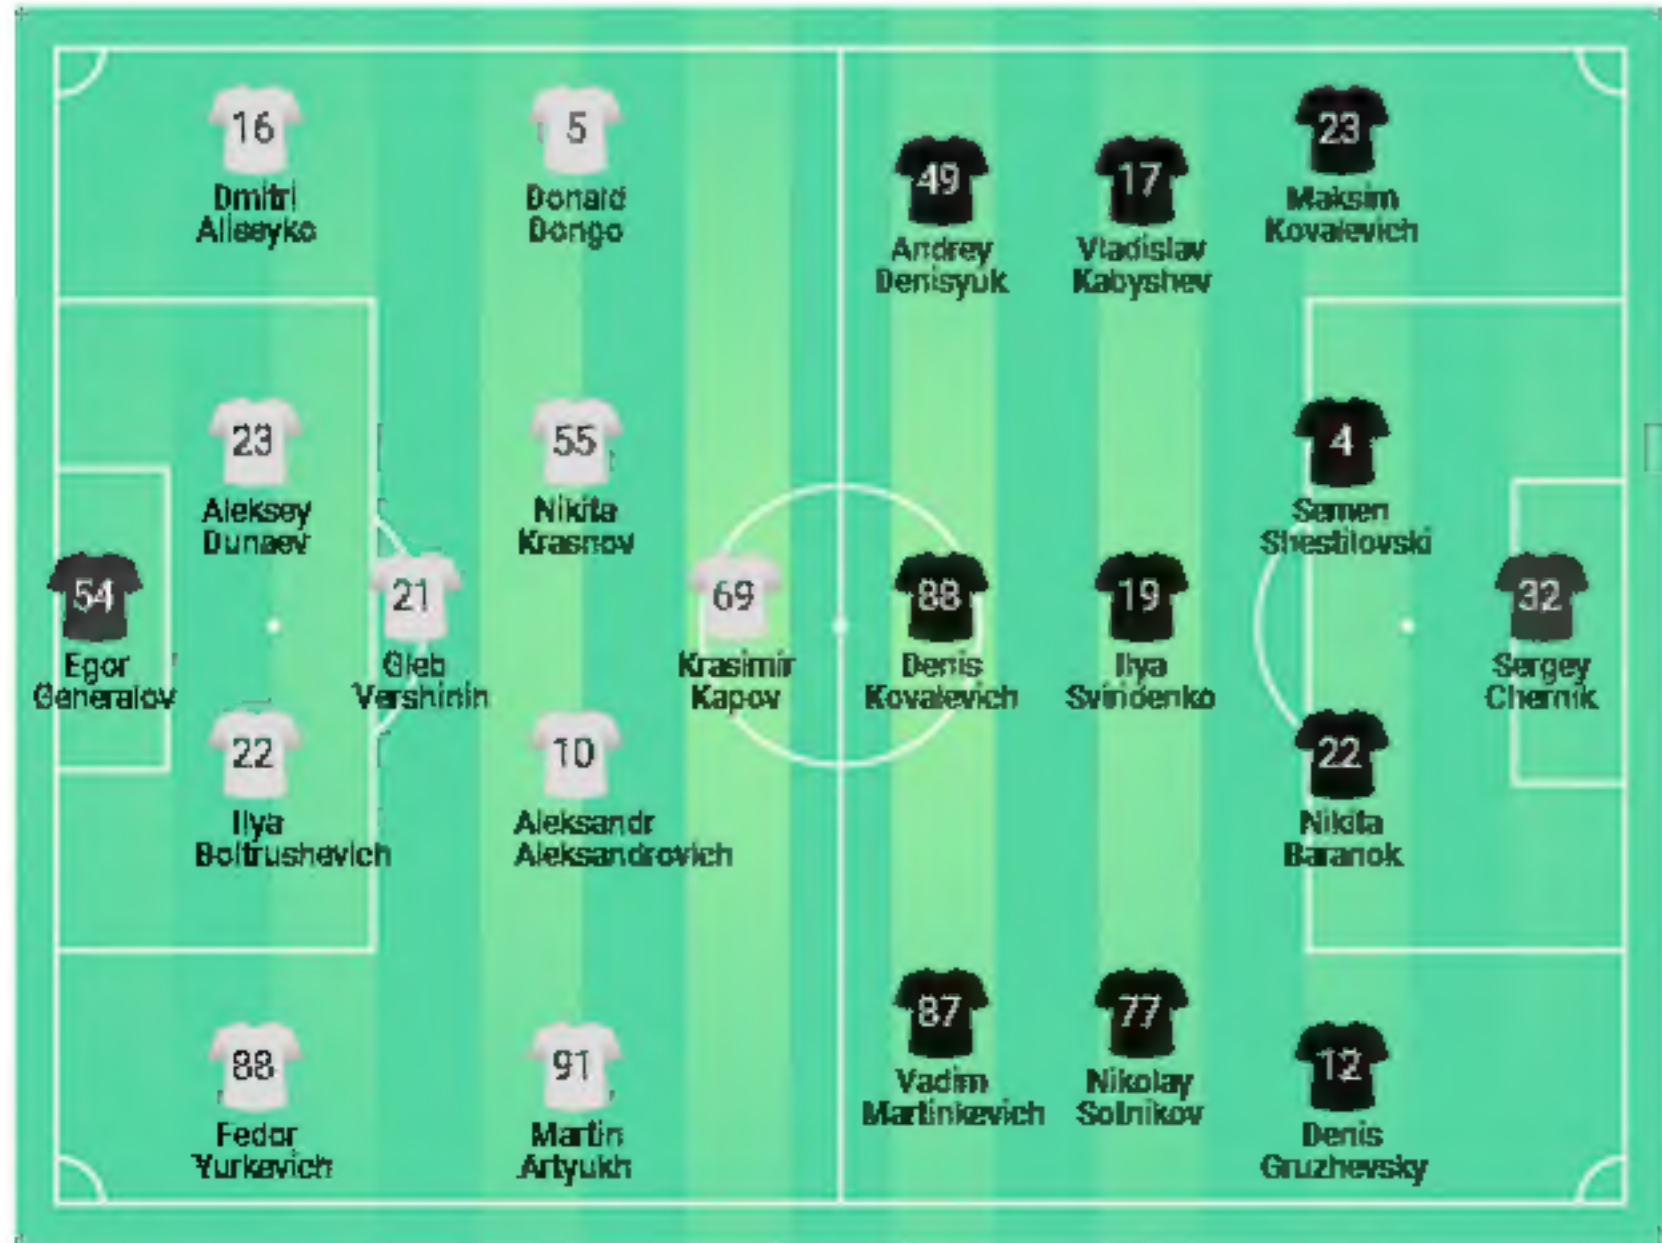 16
Dmitri
Aliseyko
5
Donald
Dongo
23
Aleksey
Dunaev
55
Nikita
Krasnov
54
Egor
Generalov
21
Gleb
Vershinin
69
Krasimir
Kapov
22
Ilya
Boltrushevich
10
Aleksandr
Aleksandrovich
88
Fedor
Yurkevich
91
Martin
Artyukh
49
Andrey
Denisyuk
17
Vladislav
Kabyshev
23
Maksim
Kovalevich
4
Semen
Shestilovski
88
Denis
Kovalevich
19
Ilya
Sviridenko
32
Sergey
Chernik
22
Nikita
Baranok
87
Vadim
Martinkevich
77
Nikolay
Solnikov
12
Denis
Gruzhevsky